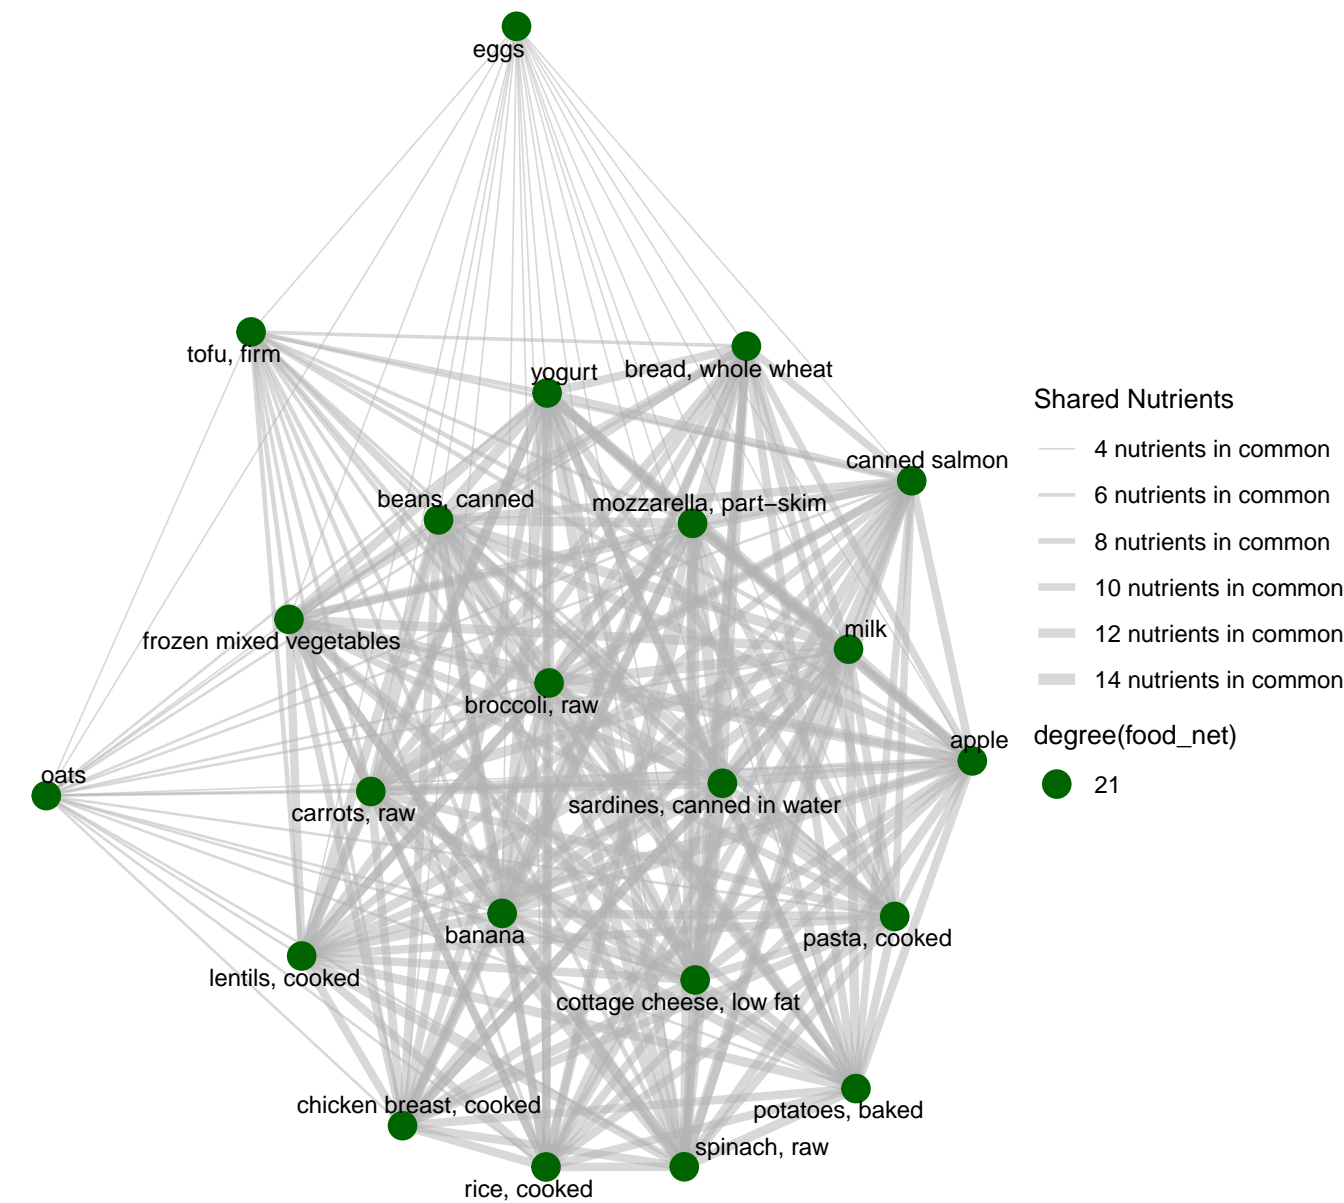 eggs
tofu, firm
yogurt
bread, whole wheat
Shared Nutrients
4 nutrients in common
canned salmon
6 nutrients in common
beans, canned
mozzarella, part−skim
8 nutrients in common
10 nutrients in common
frozen mixed vegetables
milk
12 nutrients in common
14 nutrients in common
broccoli, raw
apple
degree(food_net)
oats
21
carrots, raw
sardines, canned in water
banana
pasta, cooked
lentils, cooked
cottage cheese, low fat
chicken breast, cooked
potatoes, baked
spinach, raw
rice, cooked